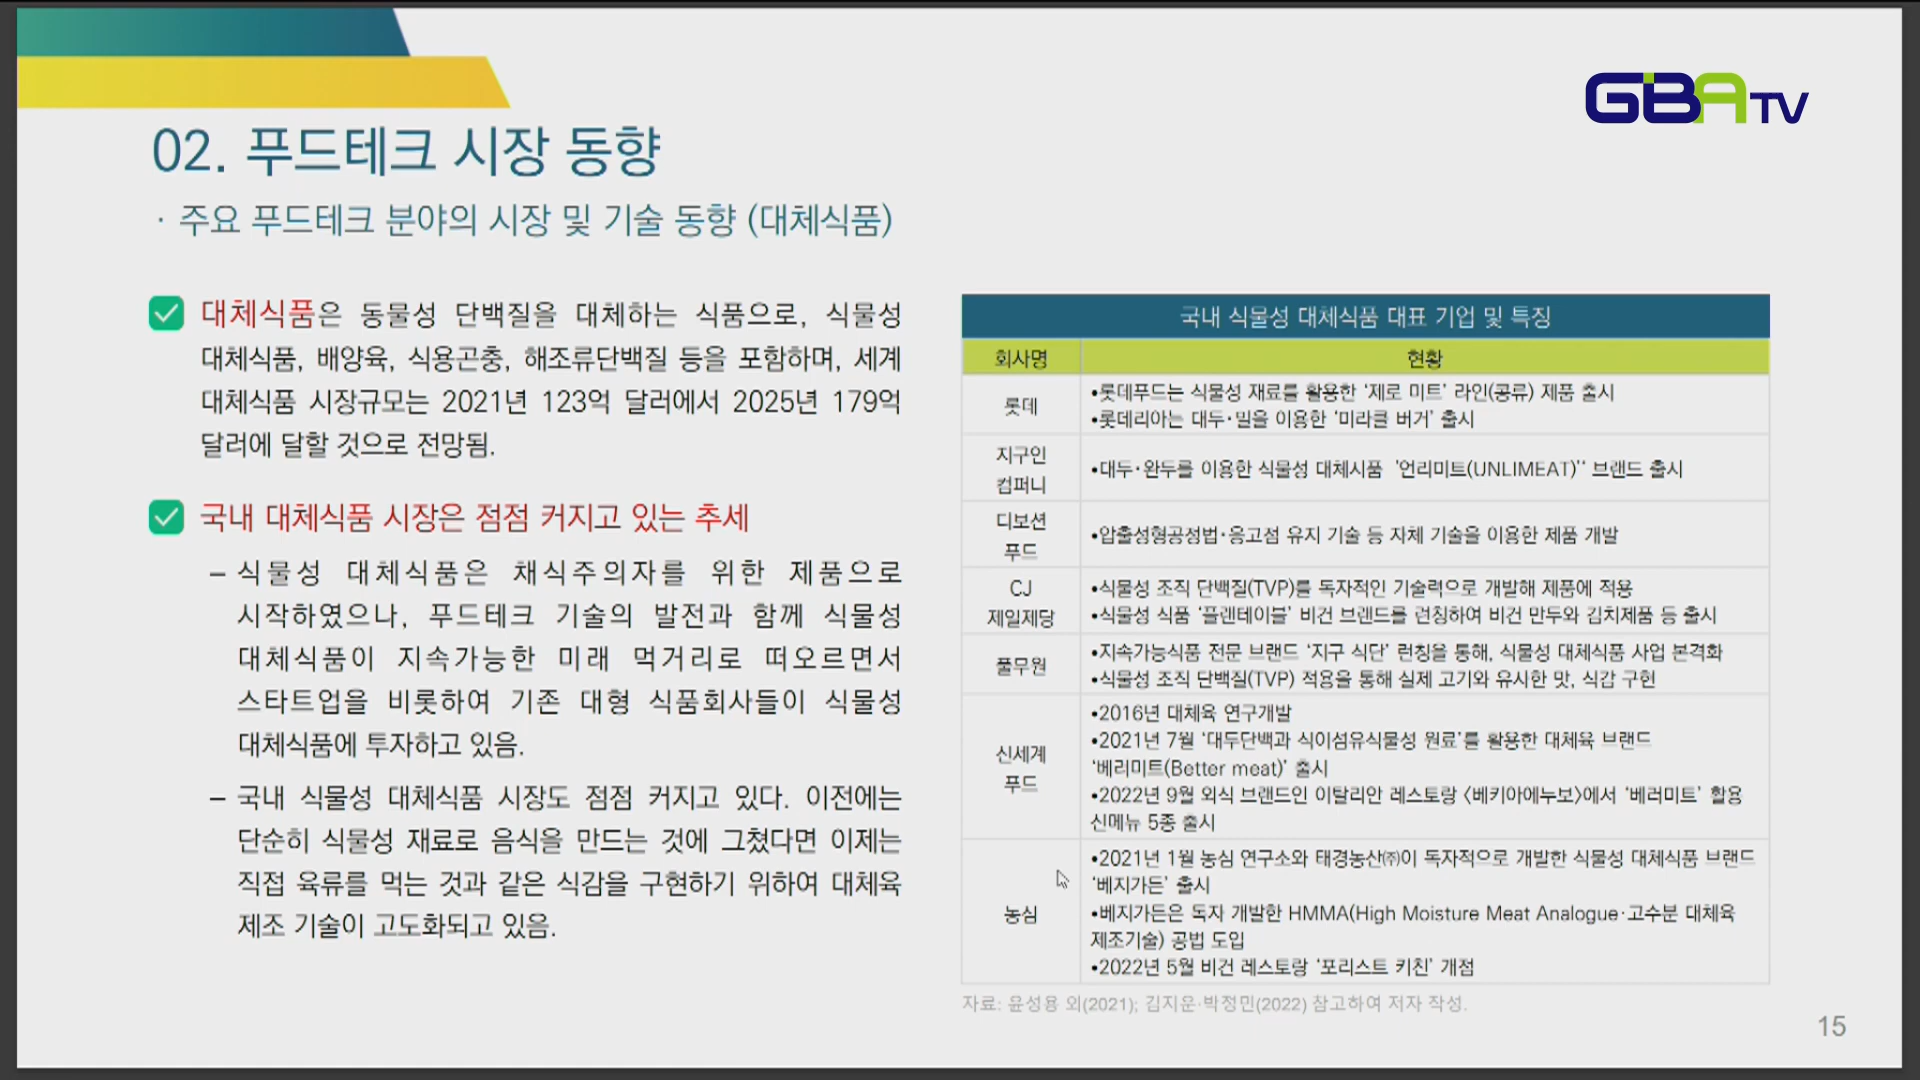 GBA TV
02. 푸드테크 시장 동향
· 주요 푸드테크 분야의 시장 및 기술 동향 (대체식품)
대체식품은 동물성 단백질을 대체하는 식품으로, 식물성
대체식품, 배양육, 식용곤충, 해조류단백질 등을 포함하며, 세계
대체식품 시장규모는 2021년 123억 달러에서 2025년 179억
달러에 달할 것으로 전망됨.
국내 대체식품 시장은 점점 커지고 있는 추세
– 식물성 대체식품은 채식주의자를 위한 제품으로
시작하였으나, 푸드테크 기술의 발전과 함께 식물성
대체식품이 지속가능한 미래 먹거리로 떠오르면서
스타트업을 비롯하여 기존 대형 식품회사들이 식물성
대체식품에 투자하고 있음.
– 국내 식물성 대체식품 시장도 점점 커지고 있다. 이전에는
단순히 식물성 재료로 음식을 만드는 것에 그쳤다면 이제는
직접 육류를 먹는 것과 같은 식감을 구현하기 위하여 대체육
제조 기술이 고도화되고 있음.
국내 식물성 대체식품 대표 기업 및 특징
회사명 현황
롯데
•롯데푸드는 식물성 재료를 활용한 ‘제로 미트’ 라인(콩류) 제품 출시
•롯데리아는 대두·밀을 이용한 ‘미라클 버거’ 출시
지구인
컴퍼니
•대두·완두를 이용한 식물성 대체시품 '언리미트(UNLIMEAT)'' 브랜드 출시
디보션
푸드
•압출성형공정법·응고점 유지 기술 등 자체 기술을 이용한 제품 개발
CJ
제일제당
•식물성 조직 단백질(TVP)를 독자적인 기술력으로 개발해 제품에 적용
•식물성 식품 ‘플랜테이블’ 비건 브랜드를 런칭하여 비건 만두와 김치제품 등 출시
풀무원
•지속가능식품 전문 브랜드 ‘지구 식단’ 런칭을 통해, 식물성 대체식품 사업 본격화
•식물성 조직 단백질(TVP) 적용을 통해 실제 고기와 유사한 맛, 식감 구현
신세계
푸드
•2016년 대체육 연구개발
•2021년 7월 ‘대두단백과 식이섬유식물성 원료’를 활용한 대체육 브랜드
‘베리미트(Better meat)’ 출시
•2022년 9월 외식 브랜드인 이탈리안 레스토랑 〈베키아에누보〉에서 ‘베러미트’ 활용
신메뉴 5종 출시
농심
•2021년 1월 농심 연구소와 태경농산㈜이 독자적으로 개발한 식물성 대체식품 브랜드
‘베지가든’ 출시
•베지가든은 독자 개발한 HMMA(High Moisture Meat Analogue·고수분 대체육
제조기술) 공법 도입
•2022년 5월 비건 레스토랑 ‘포리스트 키친’ 개점
자료: 윤성용 외(2021); 김지운·박정민(2022) 참고하여 저자 작성.
15